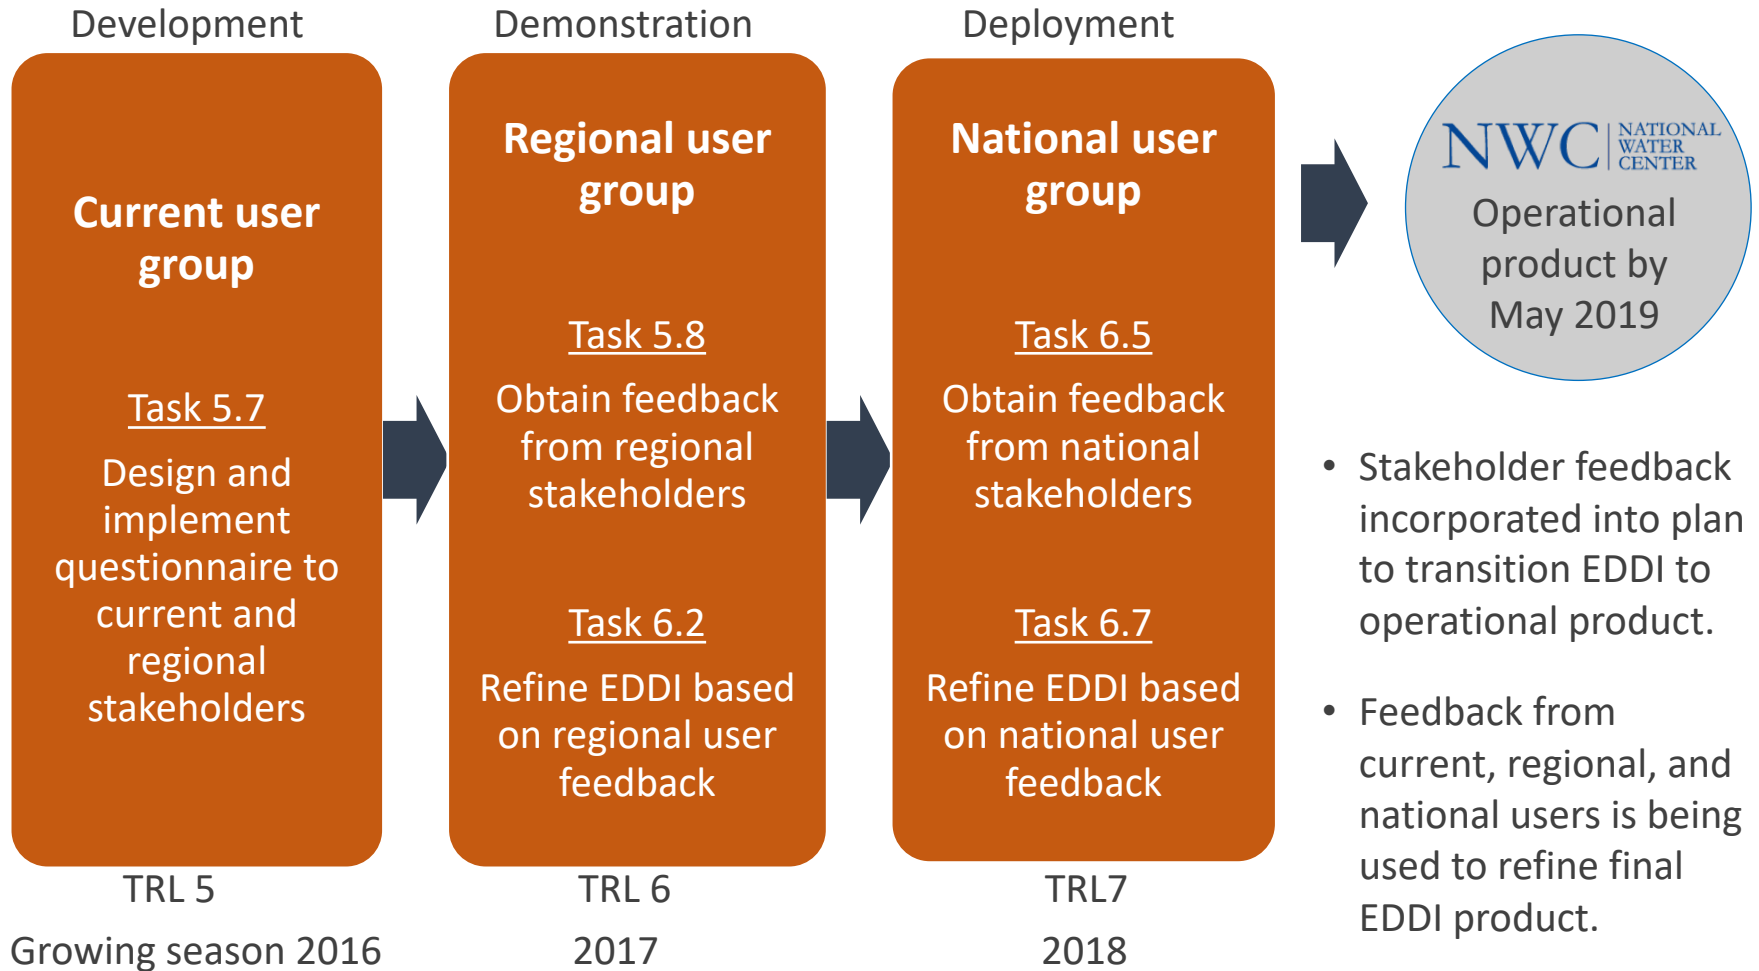 Development
Current user
group
Task 5.7
Design and
implement
questionnaire to
current and
regional
stakeholders
TRL 5
Growing season 2016
Demonstration
Regional user
group
Task 5.8
Obtain feedback
from regional
stakeholders
Task 6.2
Refine EDDI based
on regional user
feedback
TRL 6
2017
Deployment
National user
group
Task 6.5
Obtain feedback
from national
stakeholders
Task 6.7
Refine EDDI based
on national user
feedback
TRL7
2018
NWC
NATIONAL
WATER
CENTER
Operational
product by
May 2019
• Stakeholder feedback
incorporated into plan
to transition EDDI to
operational product.
• Feedback from
current, regional, and
national users is being
used to refine final
EDDI product.